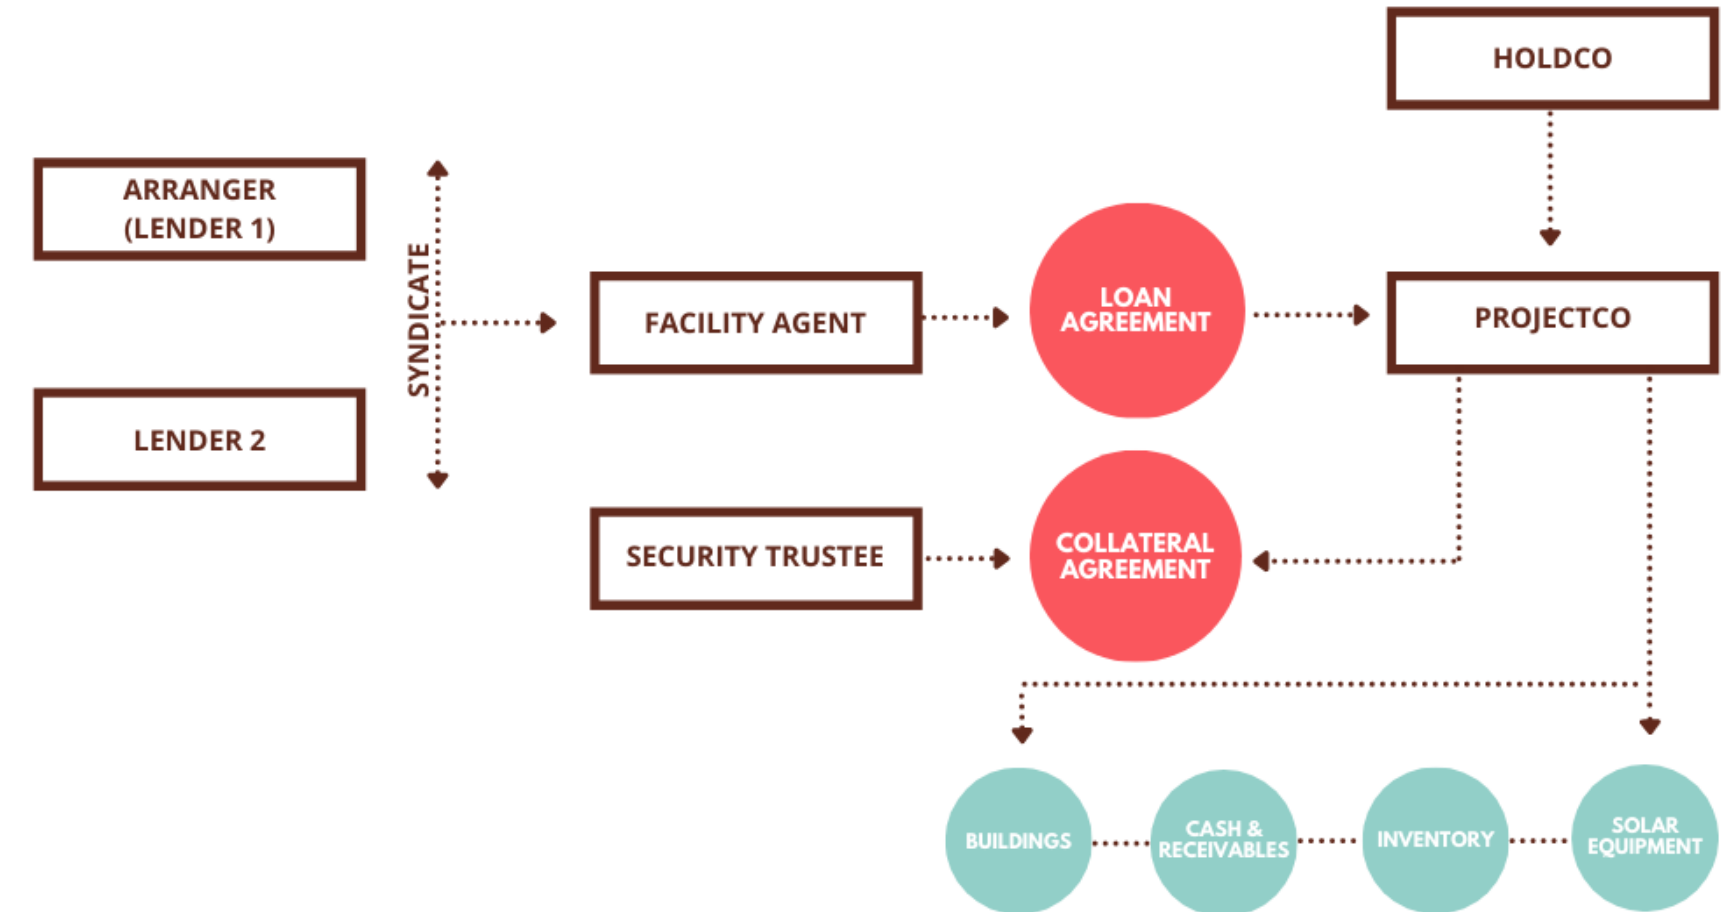 HOLDCO
ARRANGER
(LENDER 1)
SYNDICATE
FACILITY AGENT
LOAN
AGREEMENT
PROJECTCO
LENDER 2
SECURITY TRUSTEE
COLLATERAL
AGREEMENT
BUILDINGS
CASH &
RECEIVABLES
INVENTORY
SOLAR
EQUIPMENT